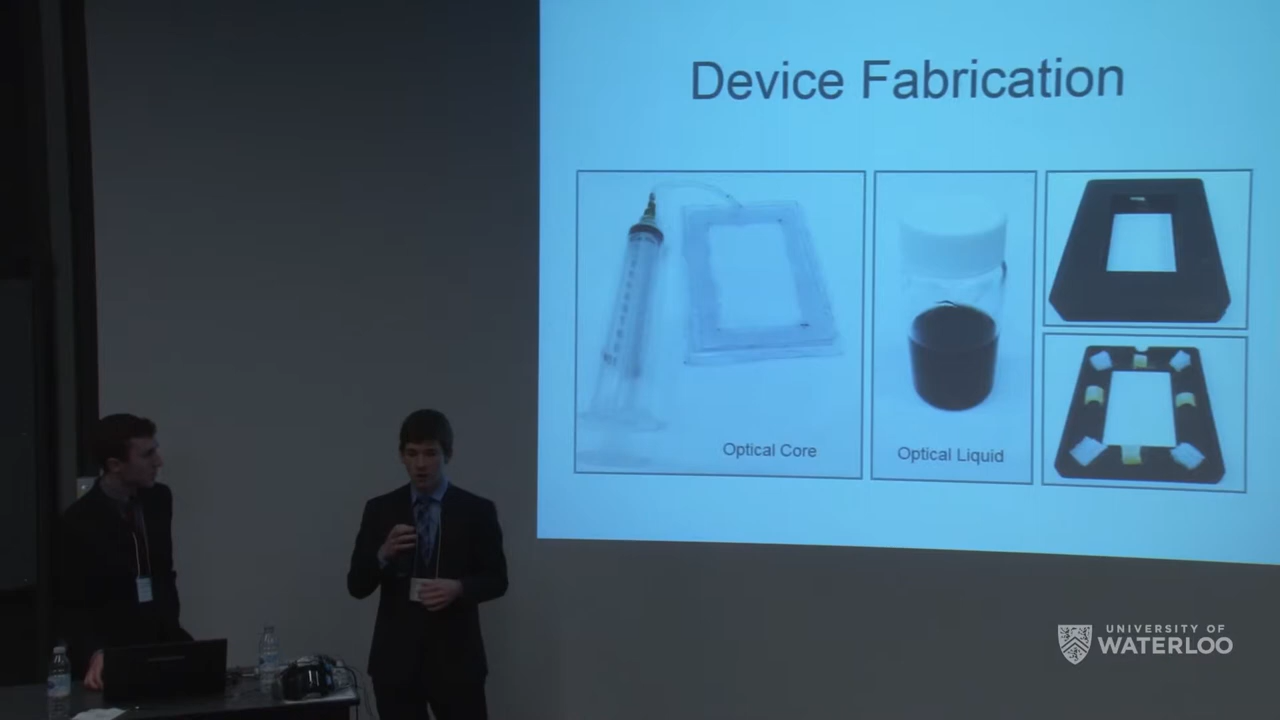 Device Fabrication
Optical Core
Optical Liquid
UNIVERSITY OF
WATERLOO